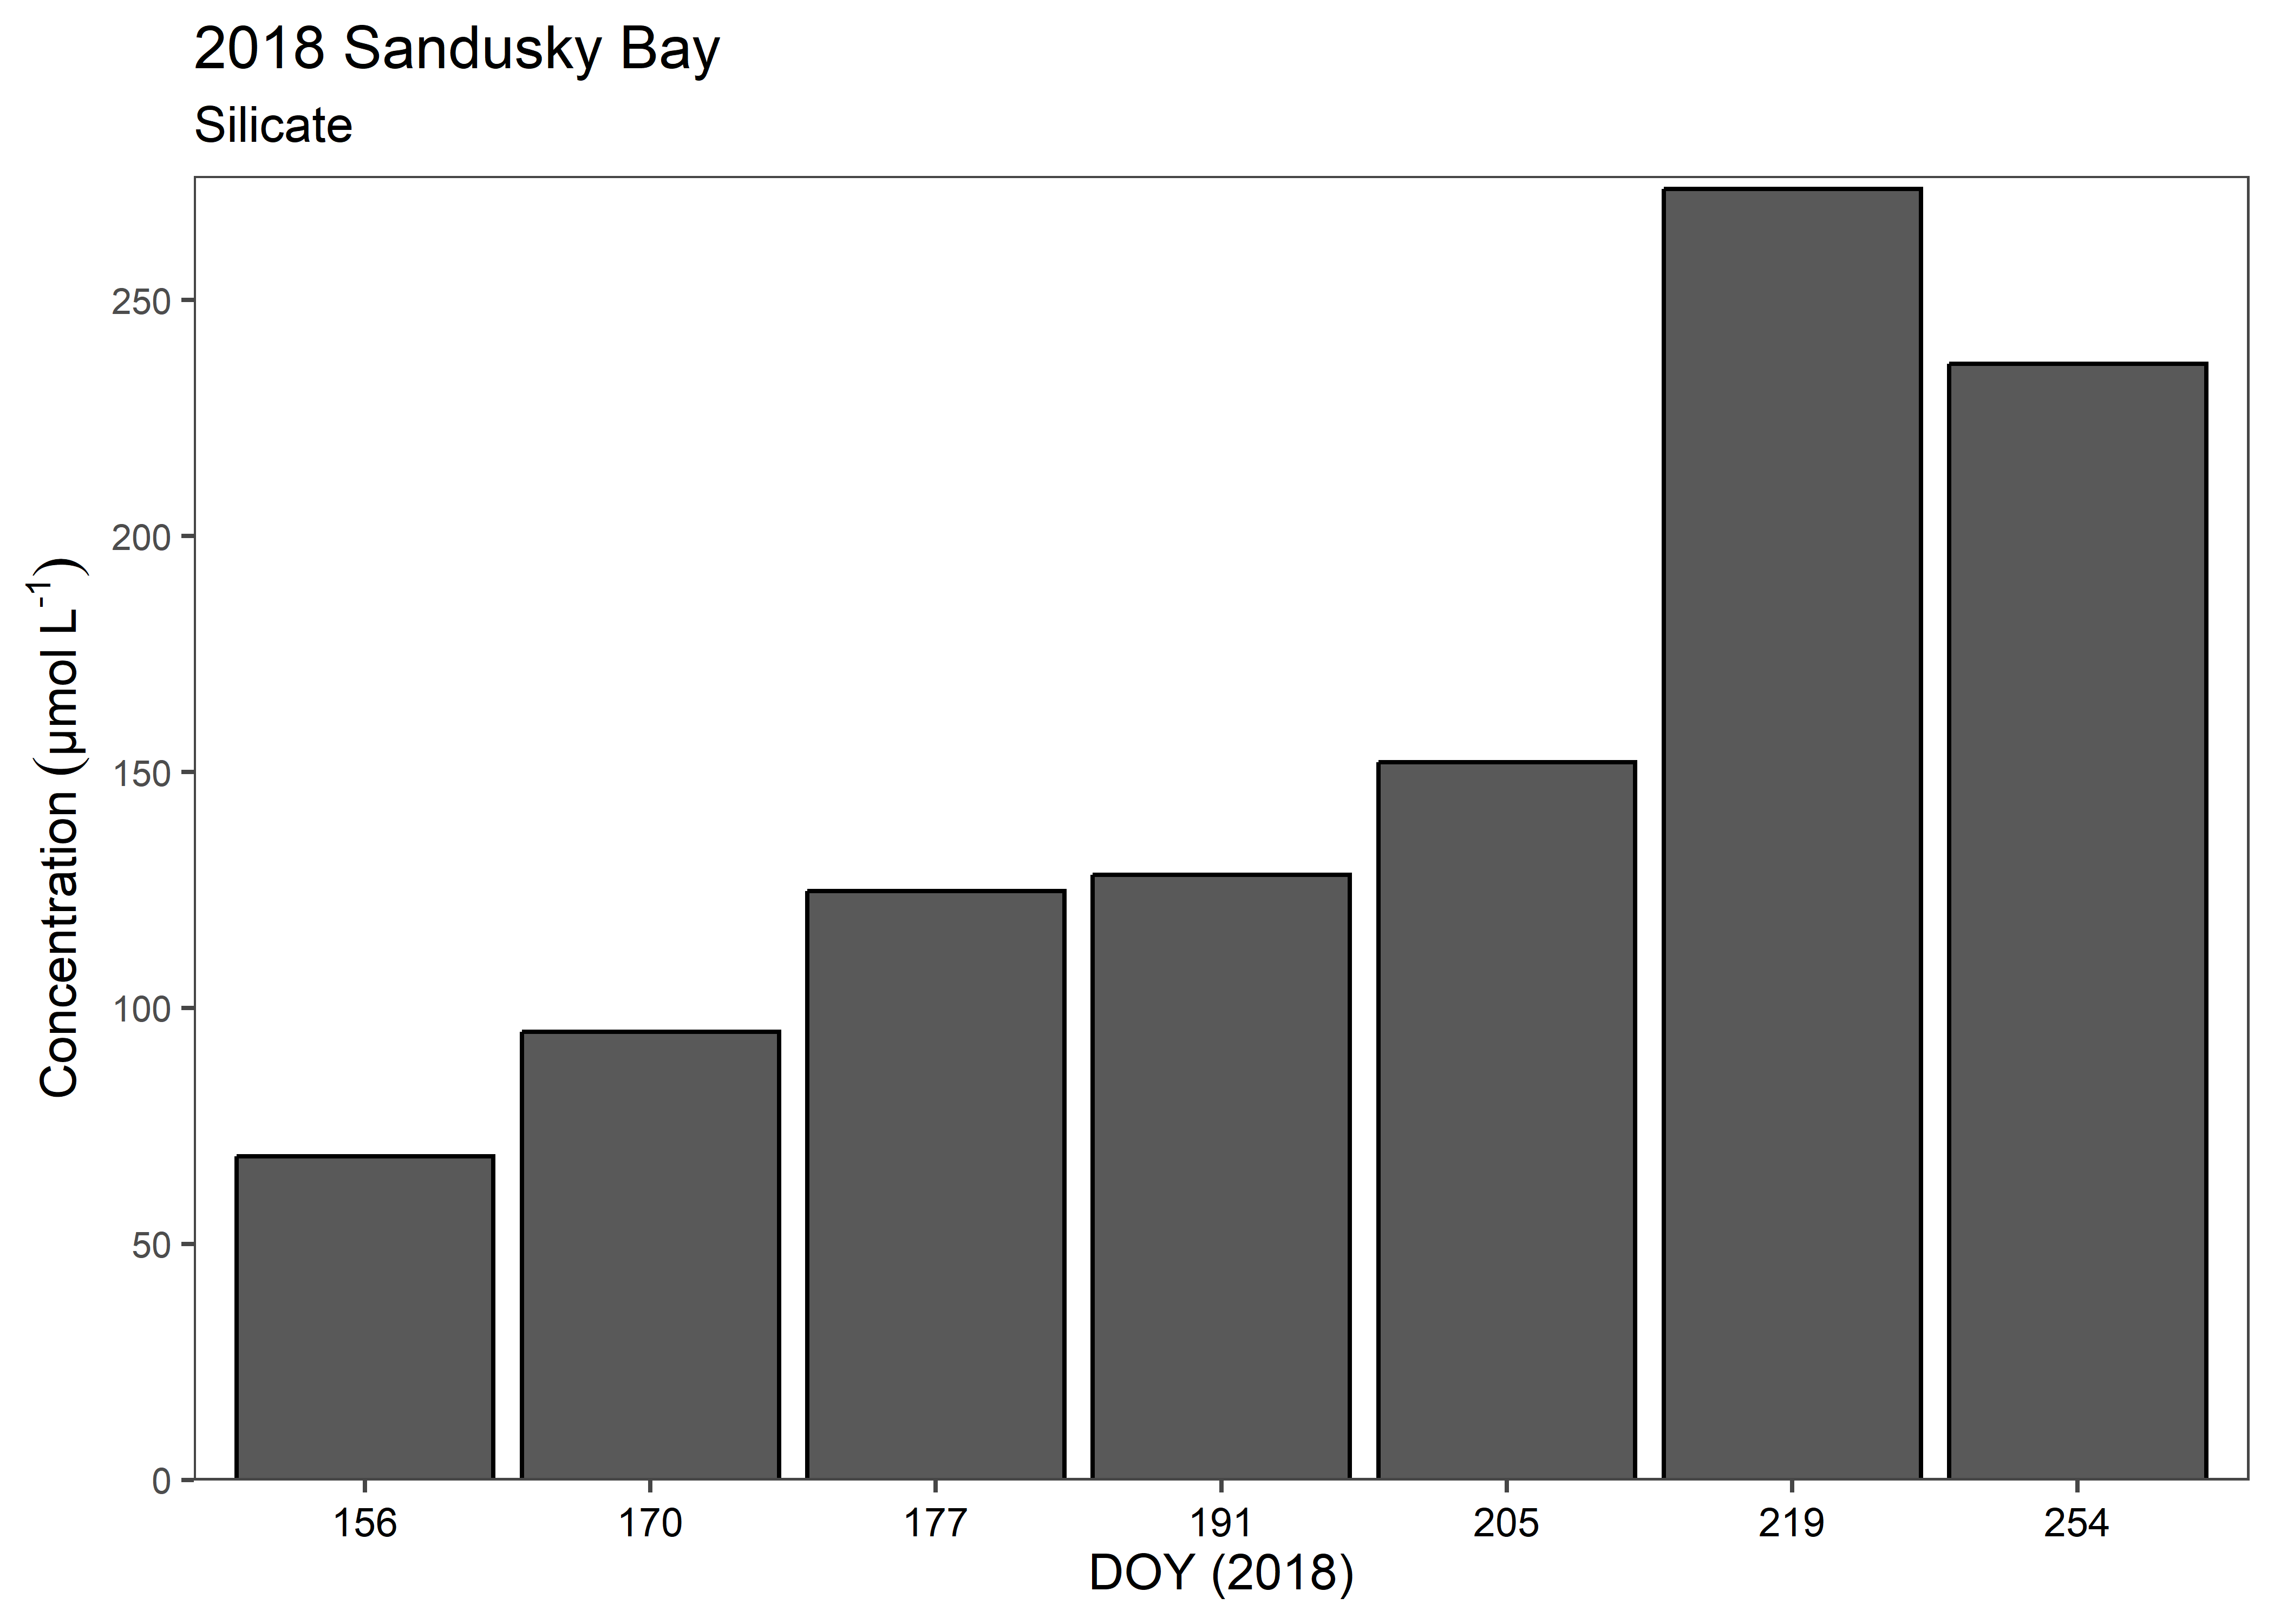 2018 Sandusky Bay
Silicate
Concentration (µmol L⁻¹)
250
200
150
100
50
0
156 170 177 191 205 219 254
DOY (2018)